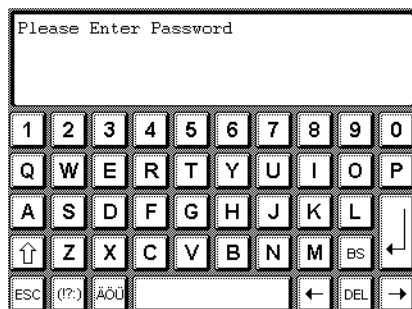 Please Enter Password
1 2 3 4 5 6 7 8 9 0
Q W E R T Y U I O P
A S D F G H J K L
Z X C V B N M BS
ESC (!?:) ÄÖÜ DEL